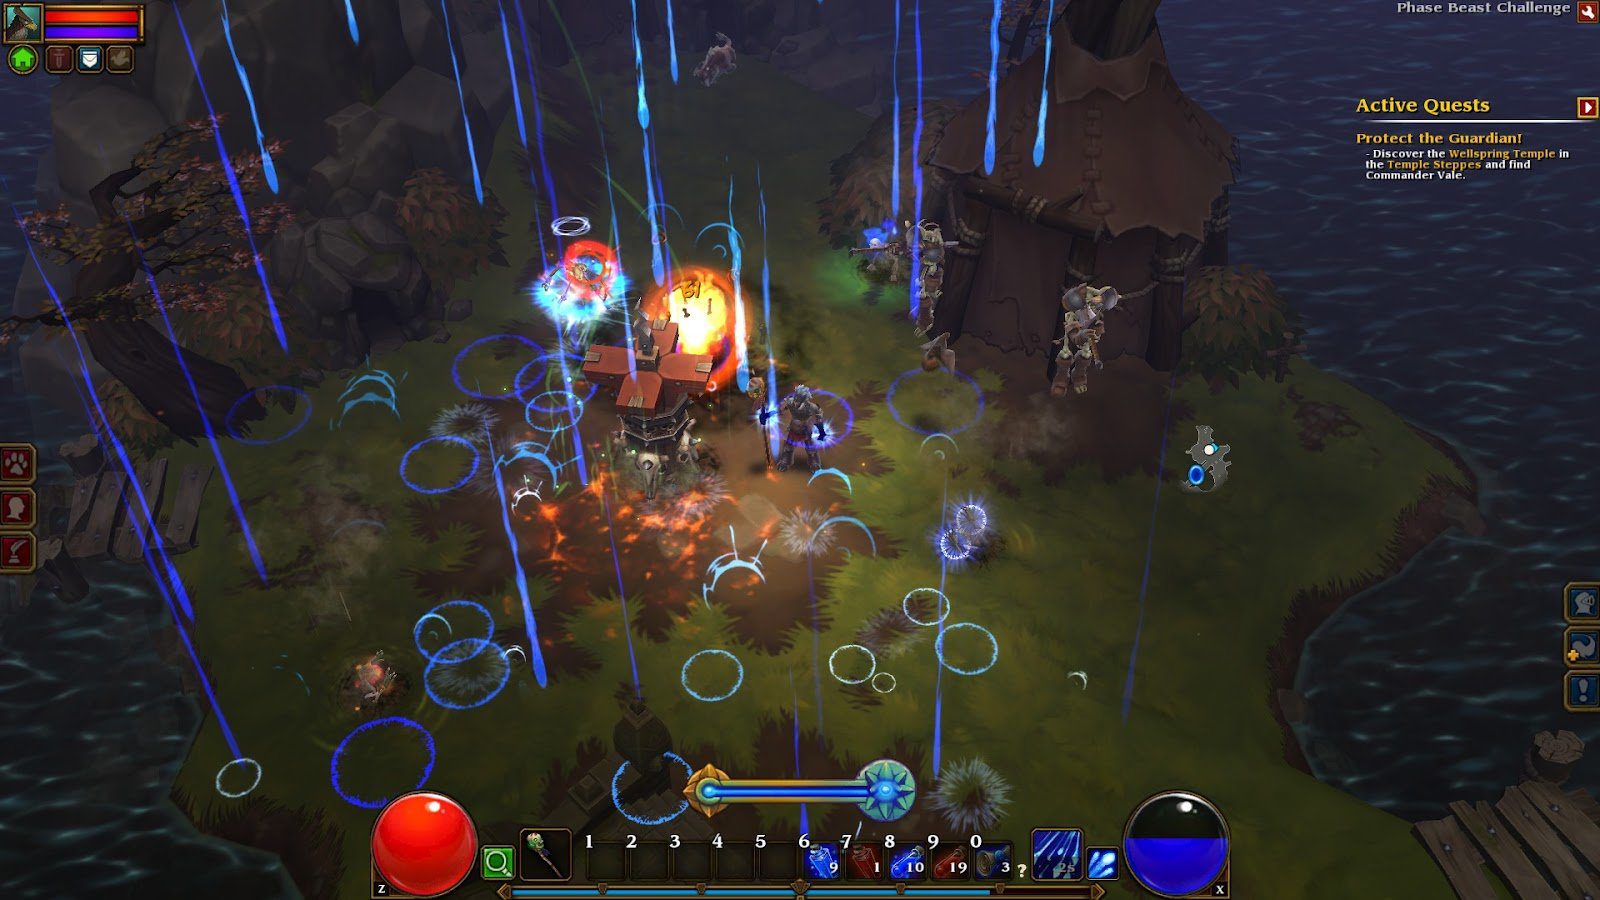 Phase Beast Challenge
Active Quests
Protect the Guardian!
- Discover the Wellspring Temple in
the Temple Steppes and find
Commander Vale.
1 2 3 4 5 6 7 8 9 0
9 1 10 19 3 ? 2s
Z X